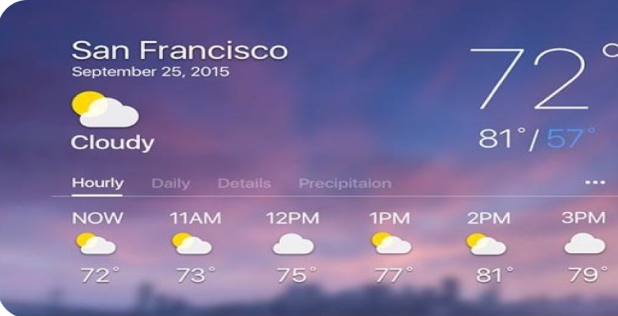 San Francisco
September 25, 2015
72°
Cloudy
81°/57°
Hourly Daily Details Precipitaion •••
NOW 11AM 12PM 1PM 2PM 3PM
72° 73° 75° 77° 81° 79°